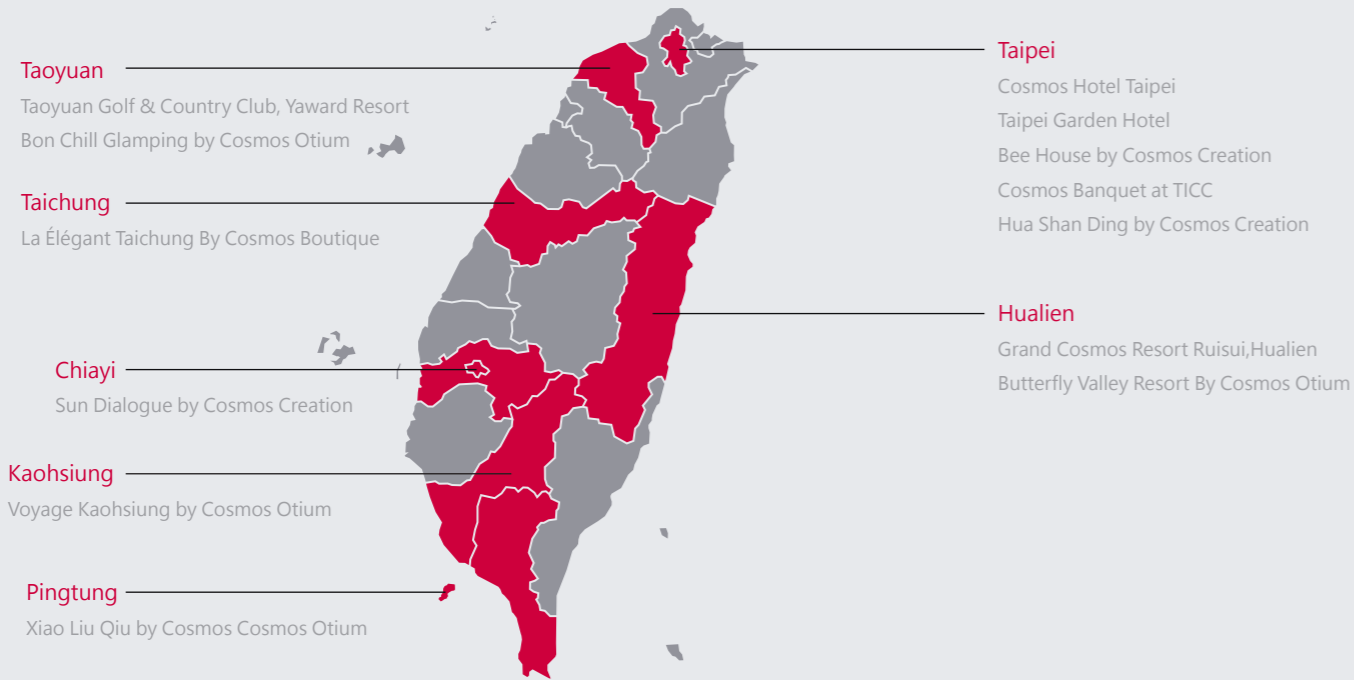 Taoyuan
Taoyuan Golf & Country Club, Yaward Resort
Bon Chill Glamping by Cosmos Otium
Taichung
La Élégant Taichung By Cosmos Boutique
Chiayi
Sun Dialogue by Cosmos Creation
Kaohsiung
Voyage Kaohsiung by Cosmos Otium
Pingtung
Xiao Liu Qiu by Cosmos Cosmos Otium
Taipei
Cosmos Hotel Taipei
Taipei Garden Hotel
Bee House by Cosmos Creation
Cosmos Banquet at TICC
Hua Shan Ding by Cosmos Creation
Hualien
Grand Cosmos Resort Ruisui,Hualien
Butterfly Valley Resort By Cosmos Otium